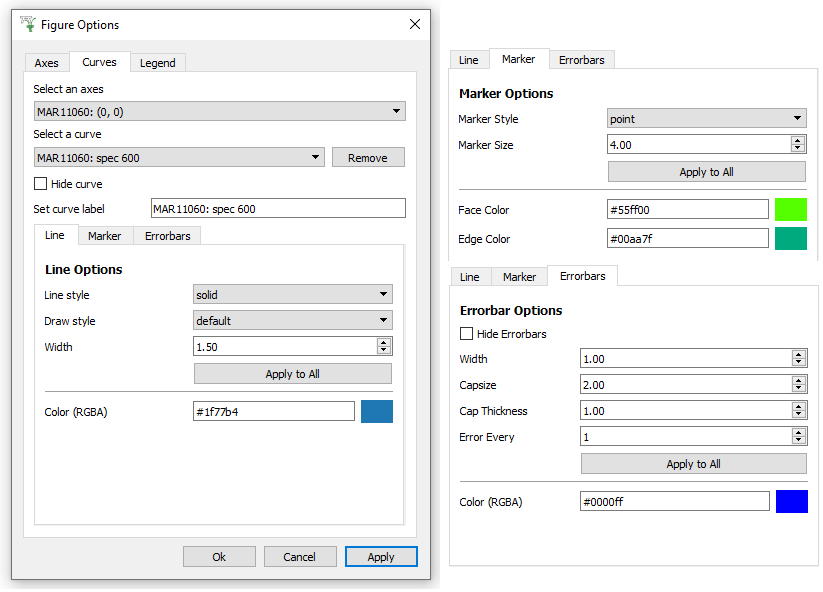 Figure Options
Axes Curves Legend
Select an axes
MAR11060: (0, 0)
Select a curve
MAR11060: spec 600 Remove
Hide curve
Set curve label MAR11060: spec 600
Line Marker Errorbars
Line Options
Line style solid
Draw style default
Width 1.50
Apply to All
Color (RGBA) #1f77b4
Ok Cancel Apply
Line Marker Errorbars
Marker Options
Marker Style point
Marker Size 4.00
Apply to All
Face Color #55ff00
Edge Color #00aa7f
Line Marker Errorbars
Errorbar Options
Hide Errorbars
Width 1.00
Capsize 2.00
Cap Thickness 1.00
Error Every 1
Apply to All
Color (RGBA) #0000ff